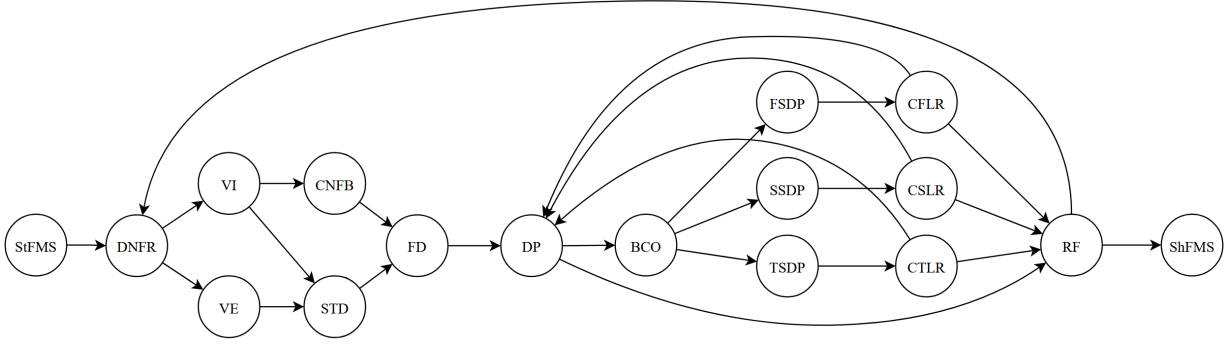 StFMS
DNFR
VI
VE
CNFB
STD
FD
DP
BCO
FSDP
SSDP
TSDP
CFLR
CSLR
CTLR
RF
ShFMS